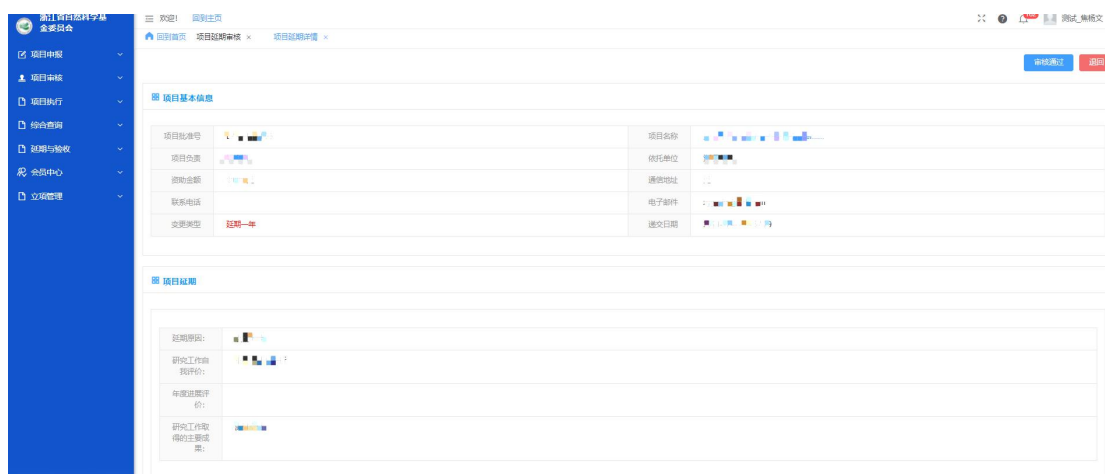 浙江省自然科学基
金委员会
欢迎! 回到主页
测试_焦杨文
回到首页 项目延期审核 × 项目延期详情 ×
审核通过 退回
项目申报
项目审核
项目执行
综合查询
延期与验收
会员中心
立项管理
项目基本信息
项目批准号 项目名称
项目负责 依托单位
资助金额 通信地址
联系电话 电子邮件
变更类型 延期一年 递交日期
项目延期
延期原因:
研究工作自
我评价:
年度进展评
价:
研究工作取
得的主要成
果: